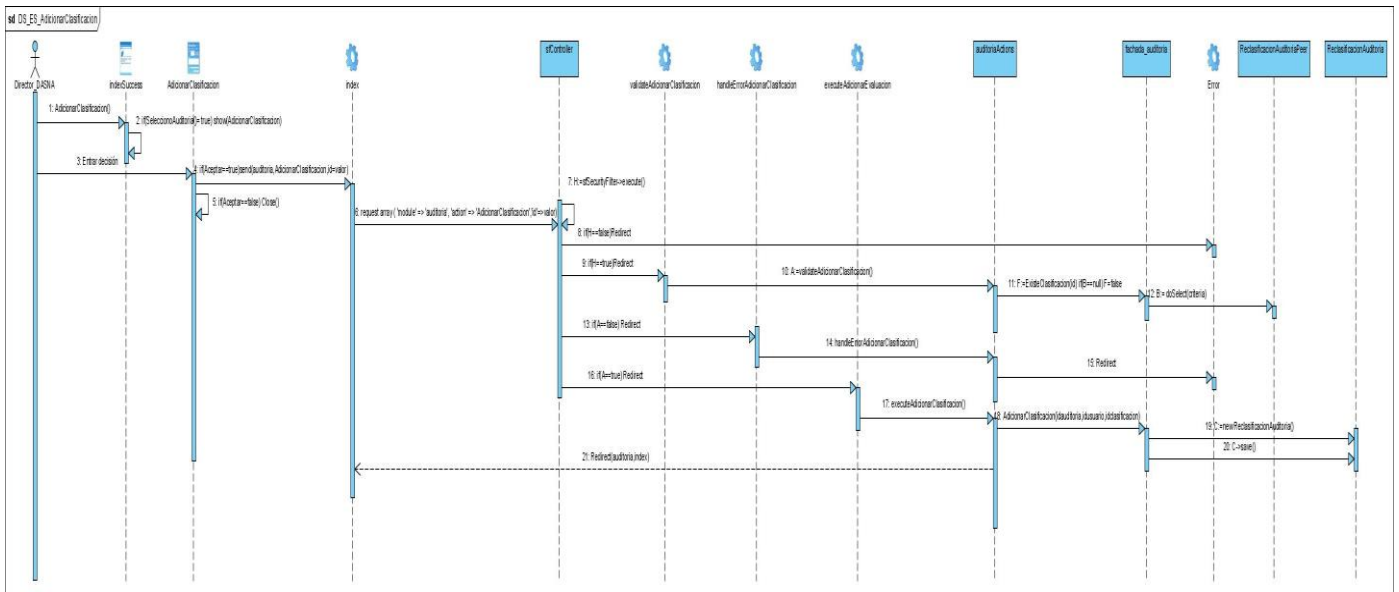 sd DS_ES_AdicionarClasificacion
Director_DIASNA
indexSuccess
AdicionarClasificacion
index
sfController
validateAdicionarClasificacion
handleErrorAdicionarClasificacion
executeAdicionarEvaluacion
auditoriaActions
fachada_auditoria
Error
ReclasificacionAuditoriaPeer
ReclasificacionAuditoria
1: AdicionarClasificacion()
2: if(SeleccionoAuditoria()= true) show(AdicionarClasificacion)
3: Entrar decisión
4: if(Aceptar==true)send(auditoria,AdicionarClasificacion,id=valor)
5: if(Aceptar==false) Close()
6: request array( 'module' => 'auditoria', 'action' => 'AdicionarClasificacion','id'=>valor)
7: H:=sfSecurityFilter->execute()
8: if(H==false)Redirect
9: if(H==true)Redirect
10: A:=validateAdicionarClasificacion()
11: F:=ExisteClasificacion(id) if(B==null)F=false
12: B:= doSelect(criteria)
13: if(A==false) Redirect
14: handleErrorAdicionarClasificacion()
15: Redirect
16: if(A==true) Redirect
17: executeAdicionarClasificacion()
18: AdicionarClasificacion(idauditoria,idusuario,idclasificacion)
19: C:=newReclasificacionAuditoria()
20: C->save()
21: Redirect(auditoria,index)